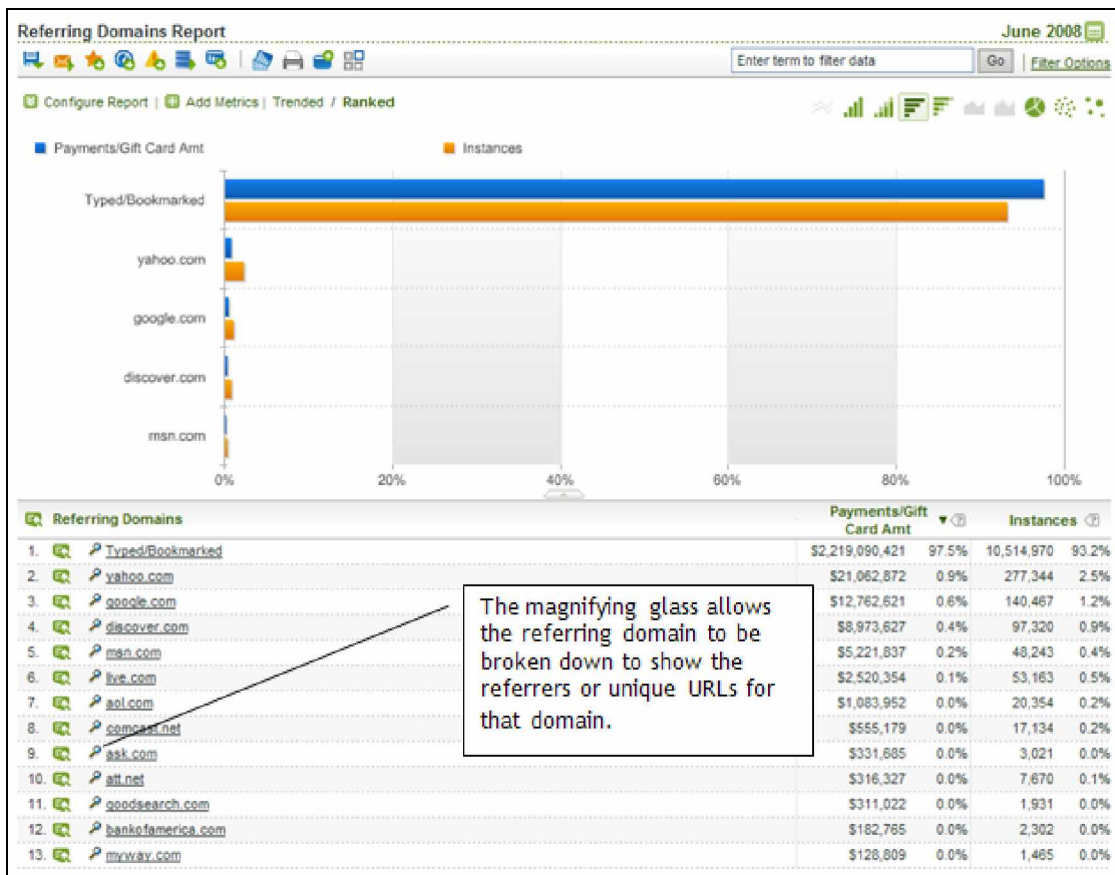 Referring Domains Report June 2008
Enter term to filter data Go | Filter Options
Configure Report | Add Metrics | Trended / Ranked
Payments/Gift Card Amt Instances
Typed/Bookmarked
yahoo.com
google.com
discover.com
msn.com
0% 20% 40% 60% 80% 100%
Referring Domains Payments/Gift Card Amt Instances
1. Typed/Bookmarked $2,219,090,421 97.5% 10,514,970 93.2%
2. yahoo.com $21,062,872 0.9% 277,344 2.5%
3. google.com $12,762,621 0.6% 140,467 1.2%
4. discover.com $8,973,627 0.4% 97,320 0.9%
5. msn.com $5,221,837 0.2% 48,243 0.4%
6. live.com $2,520,354 0.1% 53,163 0.5%
7. aol.com $1,083,952 0.0% 20,354 0.2%
8. comcast.net $555,179 0.0% 17,134 0.2%
9. ask.com $331,685 0.0% 3,021 0.0%
10. att.net $316,327 0.0% 7,670 0.1%
11. goodsearch.com $311,022 0.0% 1,931 0.0%
12. bankofamerica.com $182,765 0.0% 2,302 0.0%
13. myway.com $128,809 0.0% 1,465 0.0%
The magnifying glass allows
the referring domain to be
broken down to show the
referrers or unique URLs for
that domain.